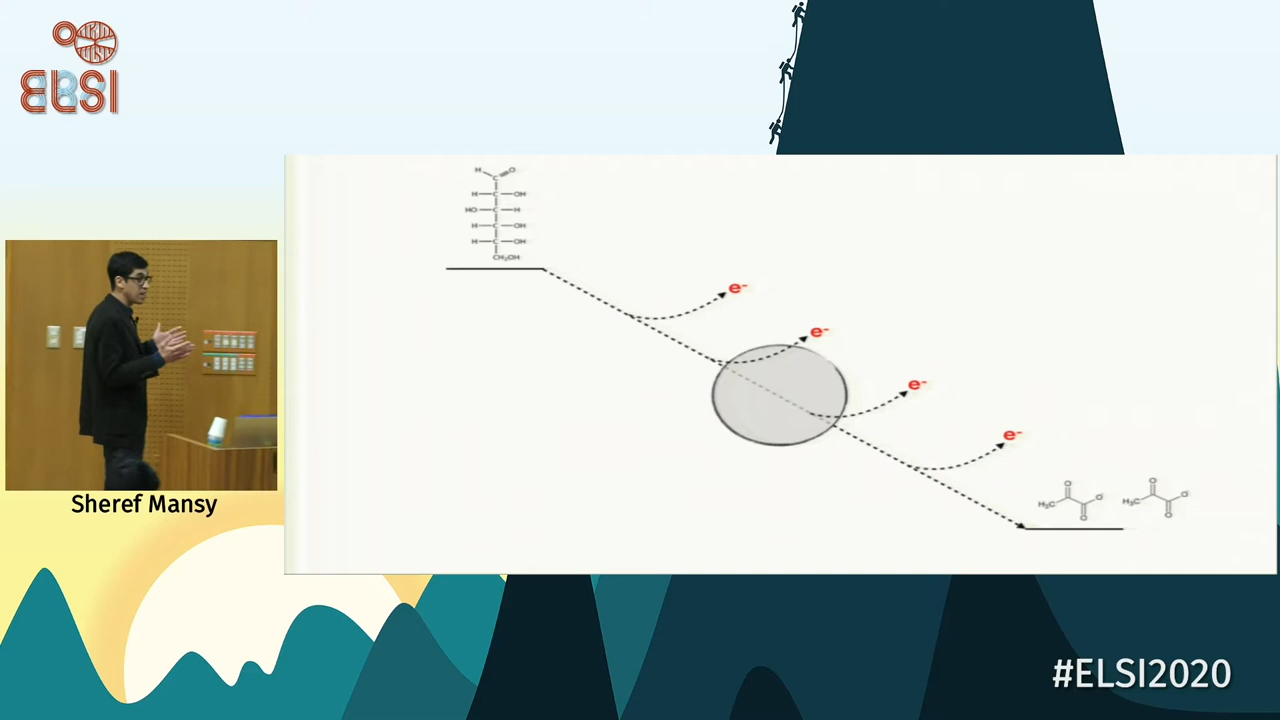 ELSI
H O
C
H C OH
HO C H
H C OH
H C OH
CH₂OH
e⁻
e⁻
e⁻
e⁻
O O
H₃C O⁻ H₃C O⁻
O O
Sheref Mansy
#ELSI2020